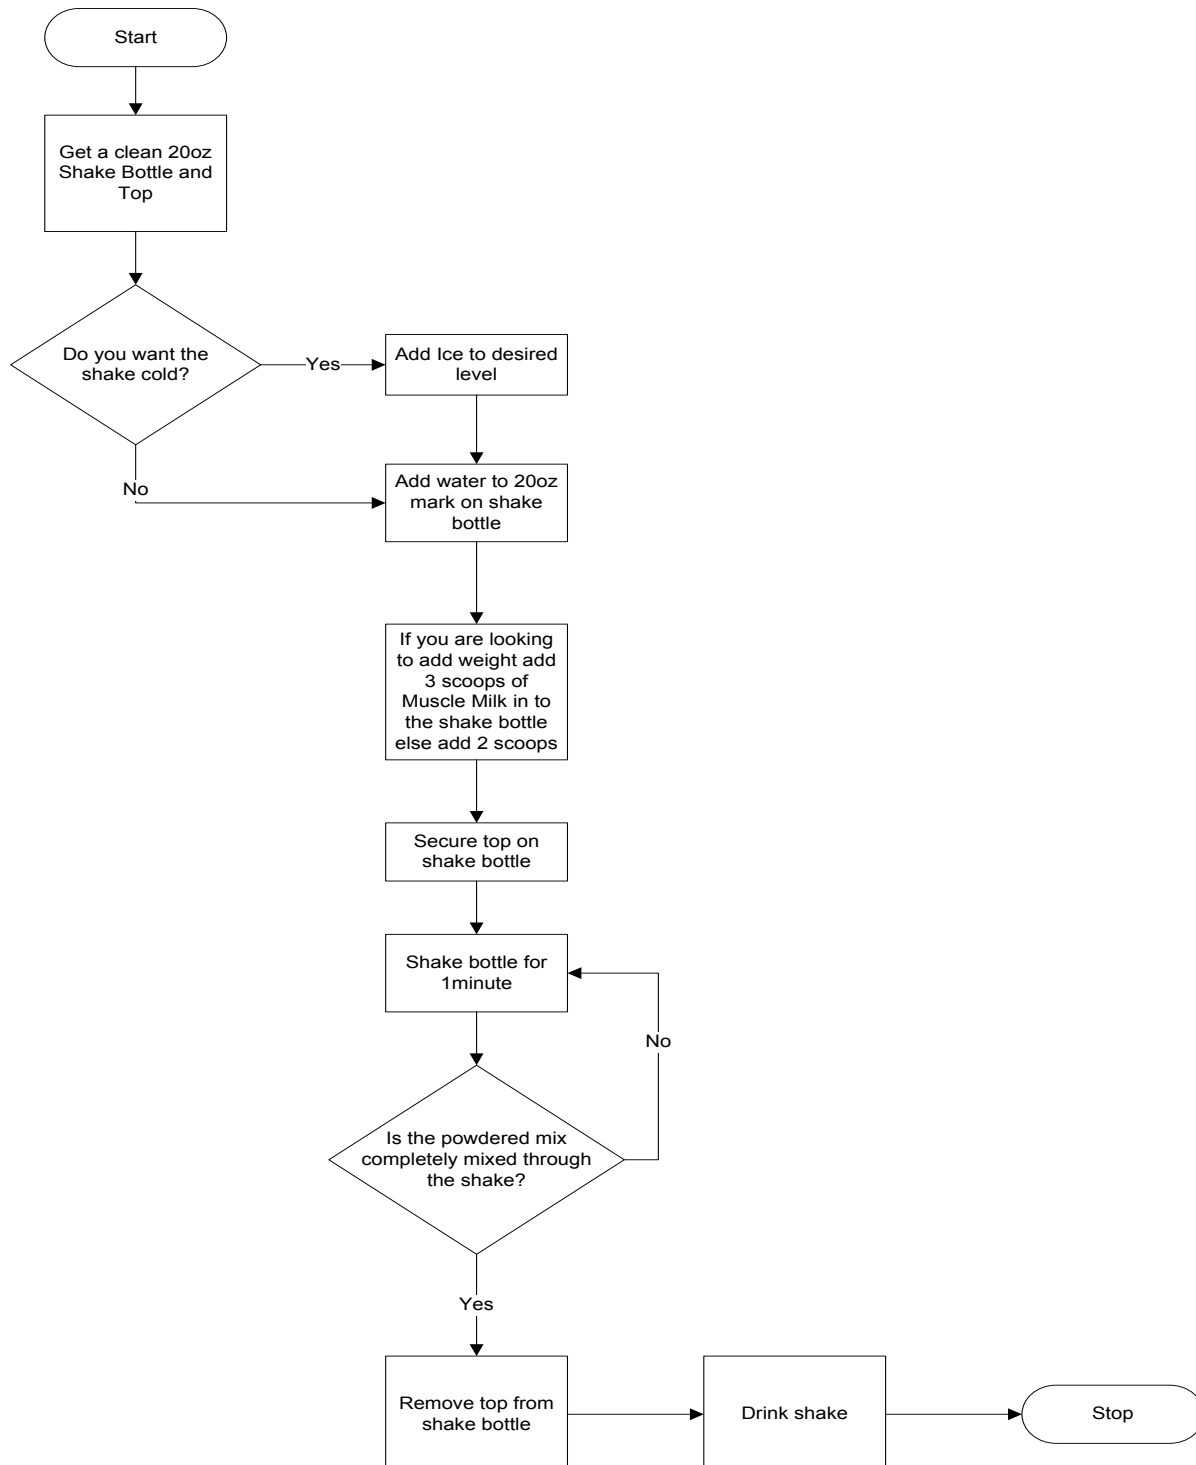 Start
Get a clean 20oz
Shake Bottle and
Top
Do you want the
shake cold?
Yes
Add Ice to desired
level
No
Add water to 20oz
mark on shake
bottle
If you are looking
to add weight add
3 scoops of
Muscle Milk in to
the shake bottle
else add 2 scoops
Secure top on
shake bottle
Shake bottle for
1minute
No
Is the powdered mix
completely mixed through
the shake?
Yes
Remove top from
shake bottle
Drink shake
Stop